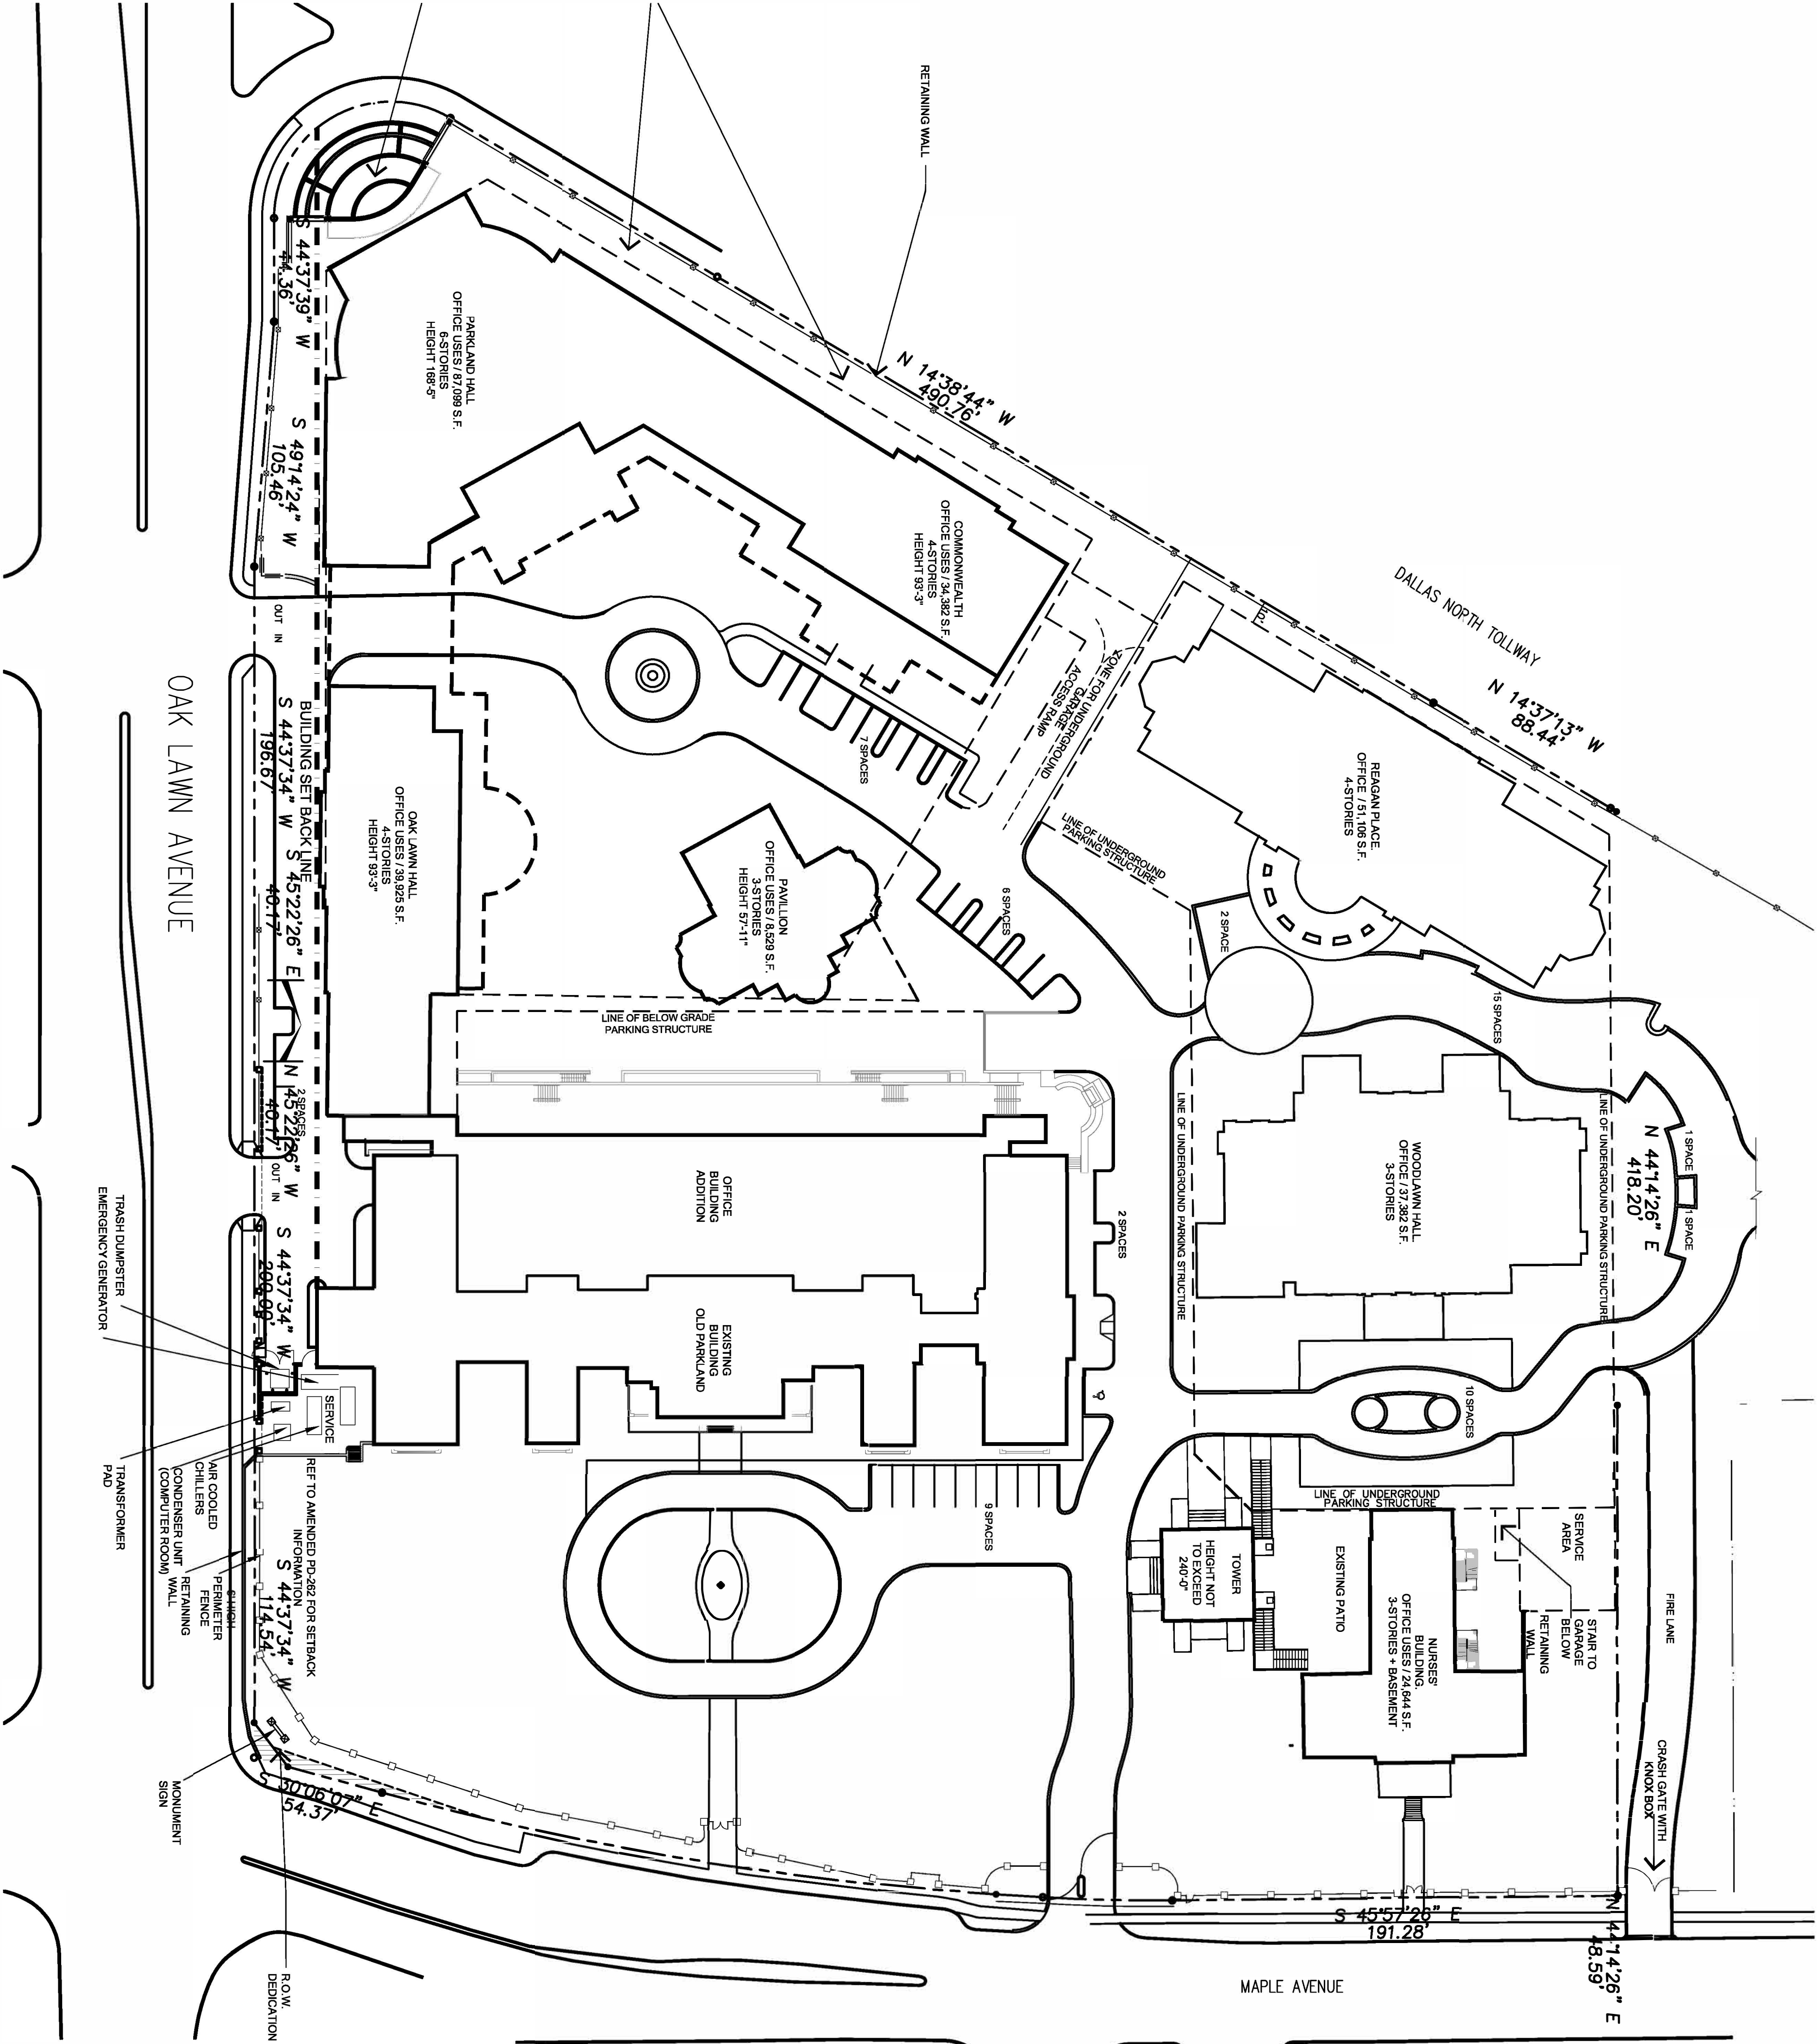 RETAINING WALL
N 14°38'44" W
490.76'
DALLAS NORTH TOLLWAY
N 14°37'13" W
88.44'
S 44°37'39" W
44.36'
S 49°14'24" W
105.46'
PARKLAND HALL
OFFICE USES / 87,099 S.F.
6-STORIES
HEIGHT 168'-5"
COMMONWEALTH
OFFICE USES / 34,382 S.F.
4-STORIES
HEIGHT 93'-3"
ZONE FOR UNDERGROUND
GARAGE
ACCESS RAMP
10'
REAGAN PLACE.
OFFICE / 51,106 S.F.
4-STORIES
LINE OF UNDERGROUND
PARKING STRUCTURE
7 SPACES
6 SPACES
2 SPACE
15 SPACES
OUT IN
OAK LAWN AVENUE
BUILDING SET BACK LINE
S 44°37'34" W
196.67'
S 45°22'26" E
40.17'
OAK LAWN HALL
OFFICE USES / 39,925 S.F.
4-STORIES
HEIGHT 93'-3"
PAVILLION
OFFICE USES / 8,529 S.F.
3-STORIES
HEIGHT 57'-11"
LINE OF BELOW GRADE
PARKING STRUCTURE
2 SPACES
N 45°22'26" W
40.17'
OUT IN
S 44°37'34" W
200.00'
OFFICE
BUILDING
ADDITION
2 SPACES
LINE OF UNDERGROUND PARKING STRUCTURE
WOODLAWN HALL
OFFICE / 37,382 S.F.
3-STORIES
LINE OF UNDERGROUND PARKING STRUCTURE
N 44°14'26" E
418.20'
1 SPACE
1 SPACE
EXISTING
BUILDING
OLD PARKLAND
TRASH DUMPSTER
EMERGENCY GENERATOR
SERVICE
10 SPACES
TRANSFORMER
PAD
AIR COOLED
CHILLERS
CONDENSER UNIT
(COMPUTER ROOM)
RETAINING
WALL
PERIMETER
FENCE
REF TO AMENDED PD-262 FOR SETBACK
INFORMATION
S 44°37'34" W
114.54'
9 SPACES
LINE OF UNDERGROUND
PARKING STRUCTURE
SERVICE
AREA
TOWER
HEIGHT NOT
TO EXCEED
240'-0"
EXISTING PATIO
NURSES'
BUILDING.
OFFICE USES / 24,644 S.F.
3-STORIES + BASEMENT
STAIR TO
GARAGE
BELOW
RETAINING
WALL
FIRE LANE
CRASH GATE WITH
KNOX BOX
MONUMENT
SIGN
S 30°06'07" E
54.37'
R.O.W.
DEDICATION
S 45°57'26" E
191.28'
N 44°14'26" E
48.59'
MAPLE AVENUE